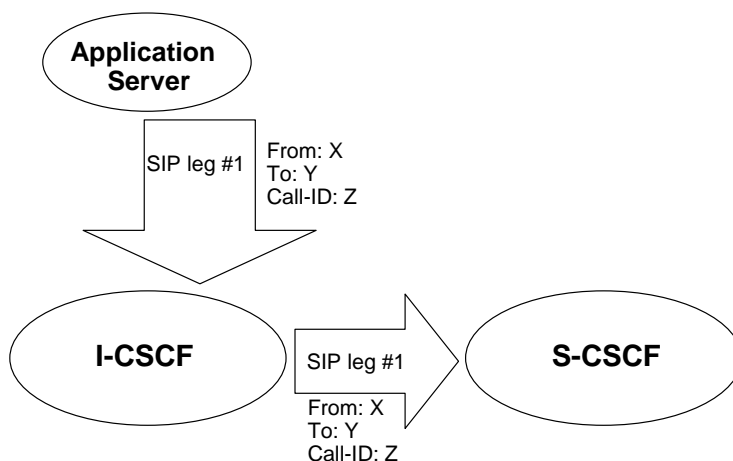 Application
Server
SIP leg #1
From: X
To: Y
Call-ID: Z
I-CSCF
SIP leg #1
S-CSCF
From: X
To: Y
Call-ID: Z